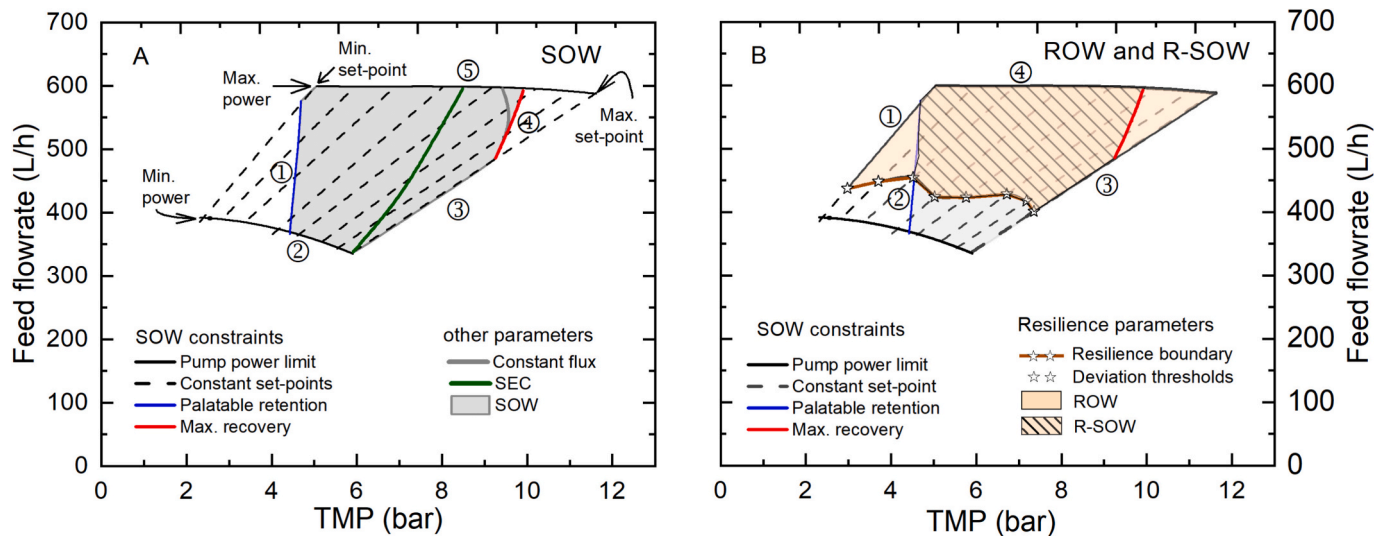 Feed flowrate (L/h)
700
600
500
400
300
200
100
0
A
SOW
Min.
set-point
⑤
Max.
power
④
Max.
set-point
①
Min.
power
③
②
SOW constraints
Pump power limit
Constant set-points
Palatable retention
Max. recovery
other parameters
Constant flux
SEC
SOW
0 2 4 6 8 10 12
TMP (bar)
B
ROW and R-SOW
④
①
③
②
SOW constraints
Pump power limit
Constant set-point
Palatable retention
Max. recovery
Resilience parameters
Resilience boundary
Deviation thresholds
ROW
R-SOW
0 2 4 6 8 10 12
TMP (bar)
700
600
500
400
300
200
100
0
Feed flowrate (L/h)